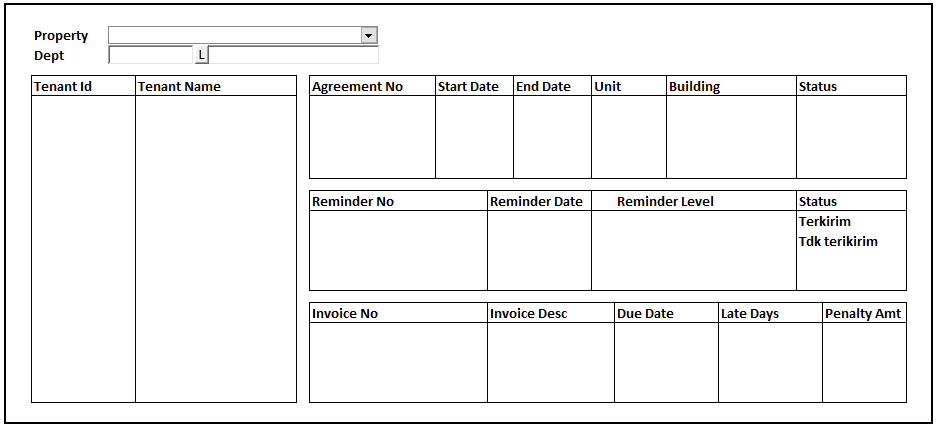 Property
Dept L
Tenant Id Tenant Name
Agreement No Start Date End Date Unit Building Status
Reminder No Reminder Date Reminder Level Status
Terkirim
Tdk terikirim
Invoice No Invoice Desc Due Date Late Days Penalty Amt